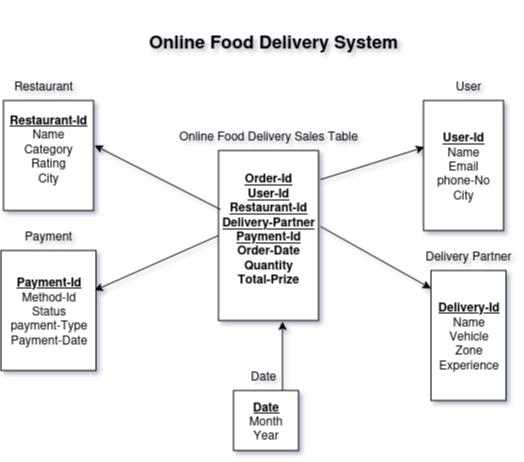 Online Food Delivery System
Restaurant
Restaurant-Id
Name
Category
Rating
City
User
User-Id
Name
Email
phone-No
City
Online Food Delivery Sales Table
Order-Id
User-Id
Restaurant-Id
Delivery-Partner
Payment-Id
Order-Date
Quantity
Total-Prize
Payment
Payment-Id
Method-Id
Status
payment-Type
Payment-Date
Delivery Partner
Delivery-Id
Name
Vehicle
Zone
Experience
Date
Date
Month
Year